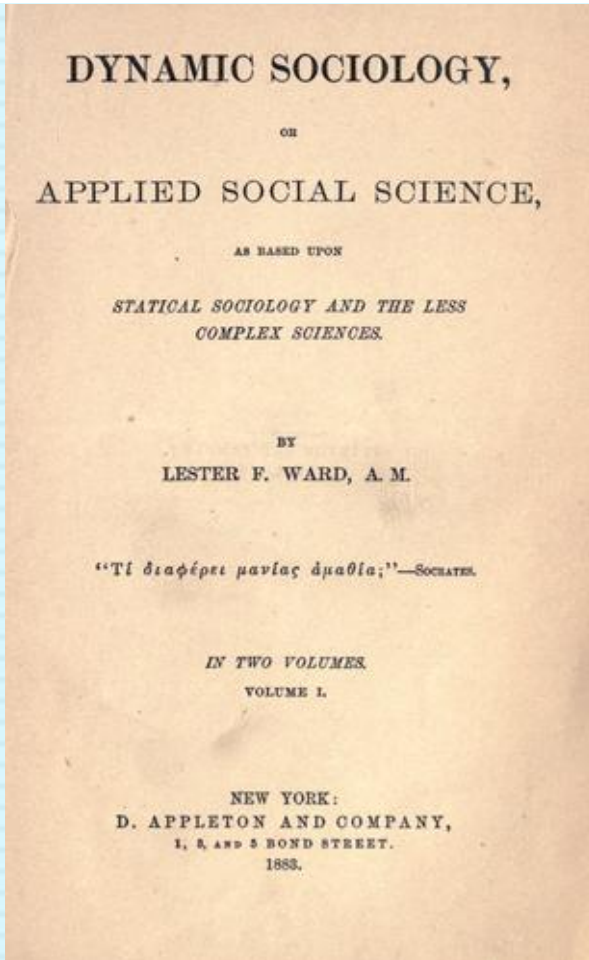 DYNAMIC SOCIOLOGY,
OR
APPLIED SOCIAL SCIENCE,
AS BASED UPON
STATICAL SOCIOLOGY AND THE LESS
COMPLEX SCIENCES.
BY
LESTER F. WARD, A. M.
“Τί διαφέρει μανίας ἀμαθία;”—SOCRATES.
IN TWO VOLUMES.
VOLUME I.
NEW YORK:
D. APPLETON AND COMPANY,
1, 3, AND 5 BOND STREET.
1883.